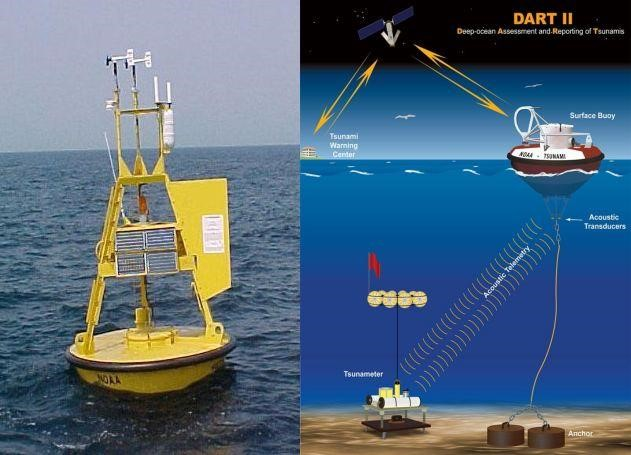 NOAA
DART II
Deep-ocean Assessment and Reporting of Tsunamis
Surface Buoy
Tsunami
Warning
Center
NOAA - TSUNAMI
Acoustic
Transducers
Acoustic Telemetry
Tsunameter
Anchor